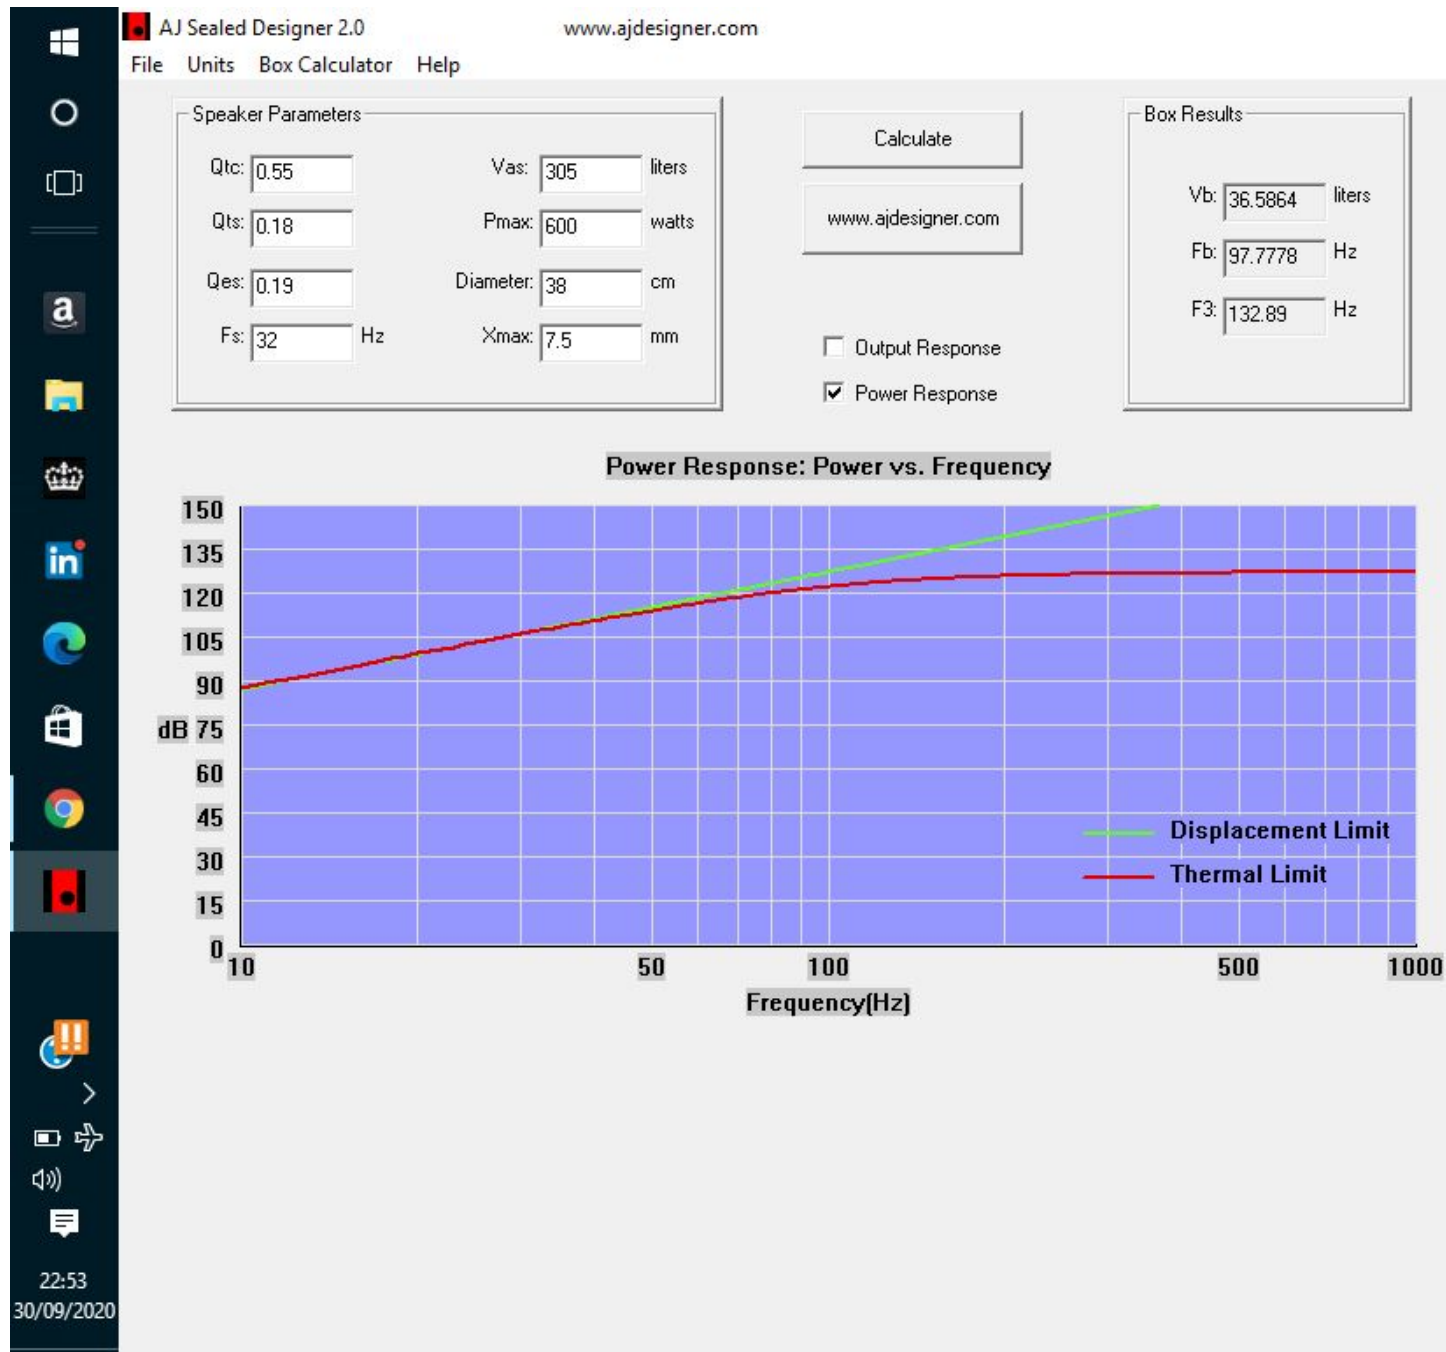 AJ Sealed Designer 2.0 www.ajdesigner.com
File Units Box Calculator Help
Speaker Parameters
Qtc: 0.55 Vas: 305 liters
Qts: 0.18 Pmax: 600 watts
Qes: 0.19 Diameter: 38 cm
Fs: 32 Hz Xmax: 7.5 mm
Calculate
www.ajdesigner.com
Output Response
Power Response
Box Results
Vb: 36.5864 liters
Fb: 97.7778 Hz
F3: 132.89 Hz
Power Response: Power vs. Frequency
150
135
120
105
90
dB 75
60
45
30
15
0
10 50 100 500 1000
Frequency(Hz)
Displacement Limit
Thermal Limit
a
in
22:53
30/09/2020